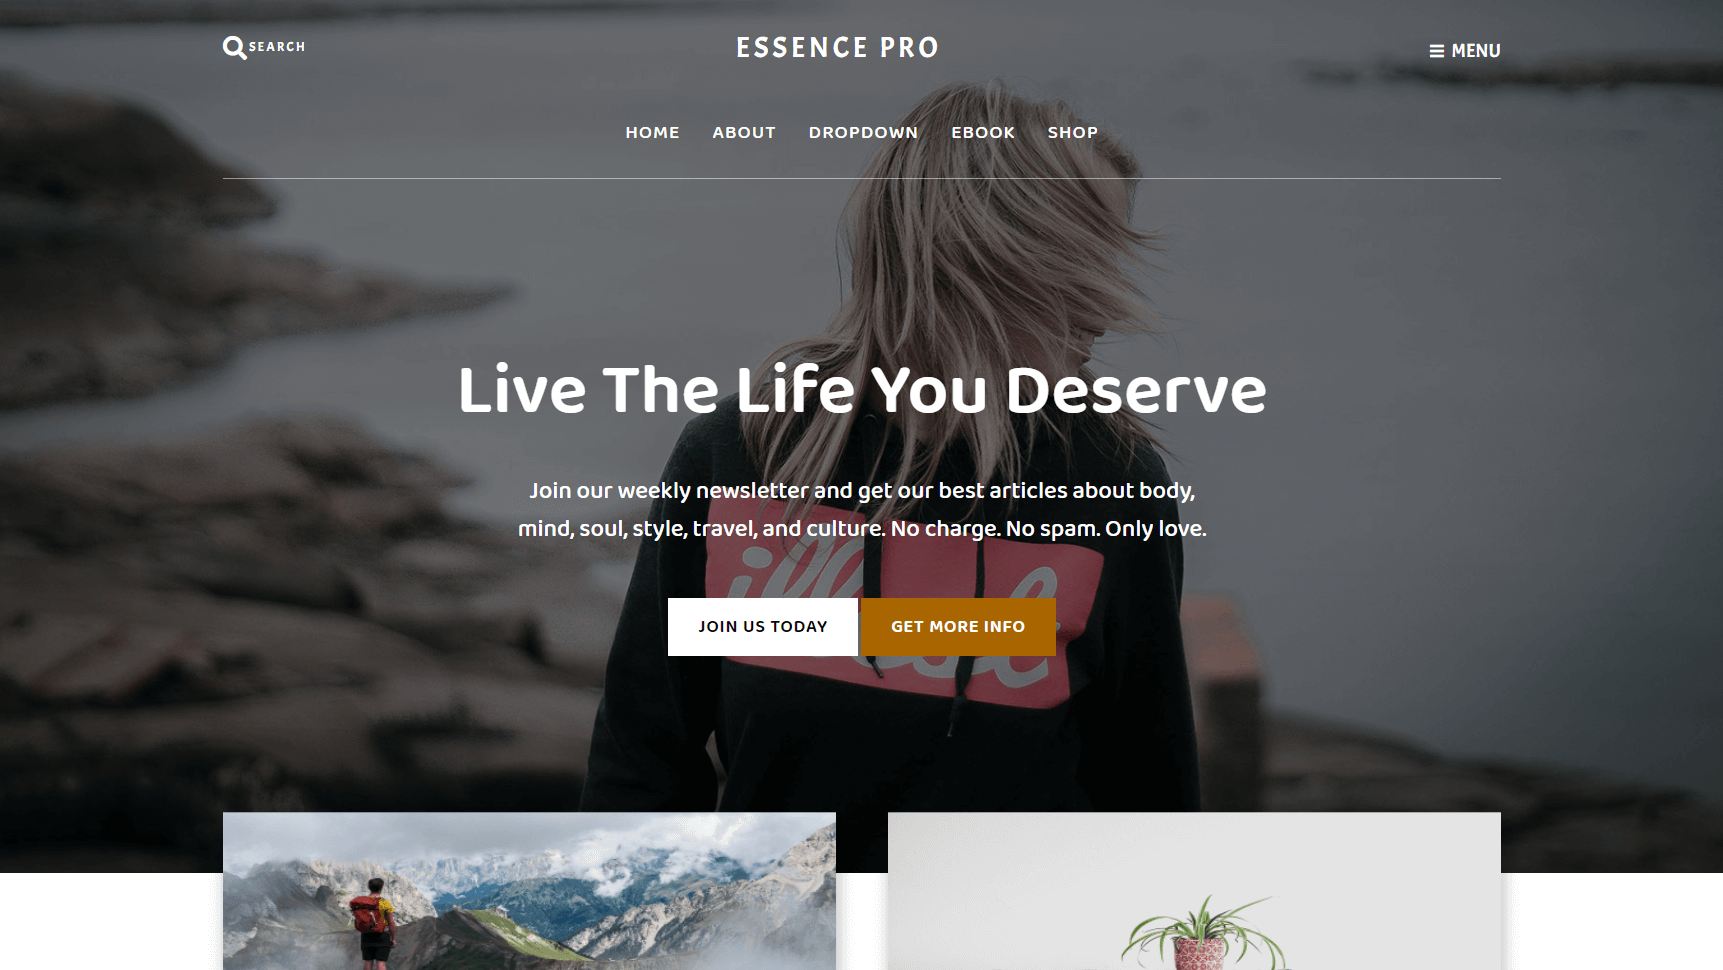 SEARCH
ESSENCE PRO
MENU
HOME ABOUT DROPDOWN EBOOK SHOP
Live The Life You Deserve
Join our weekly newsletter and get our best articles about body,
mind, soul, style, travel, and culture. No charge. No spam. Only love.
JOIN US TODAY
GET MORE INFO